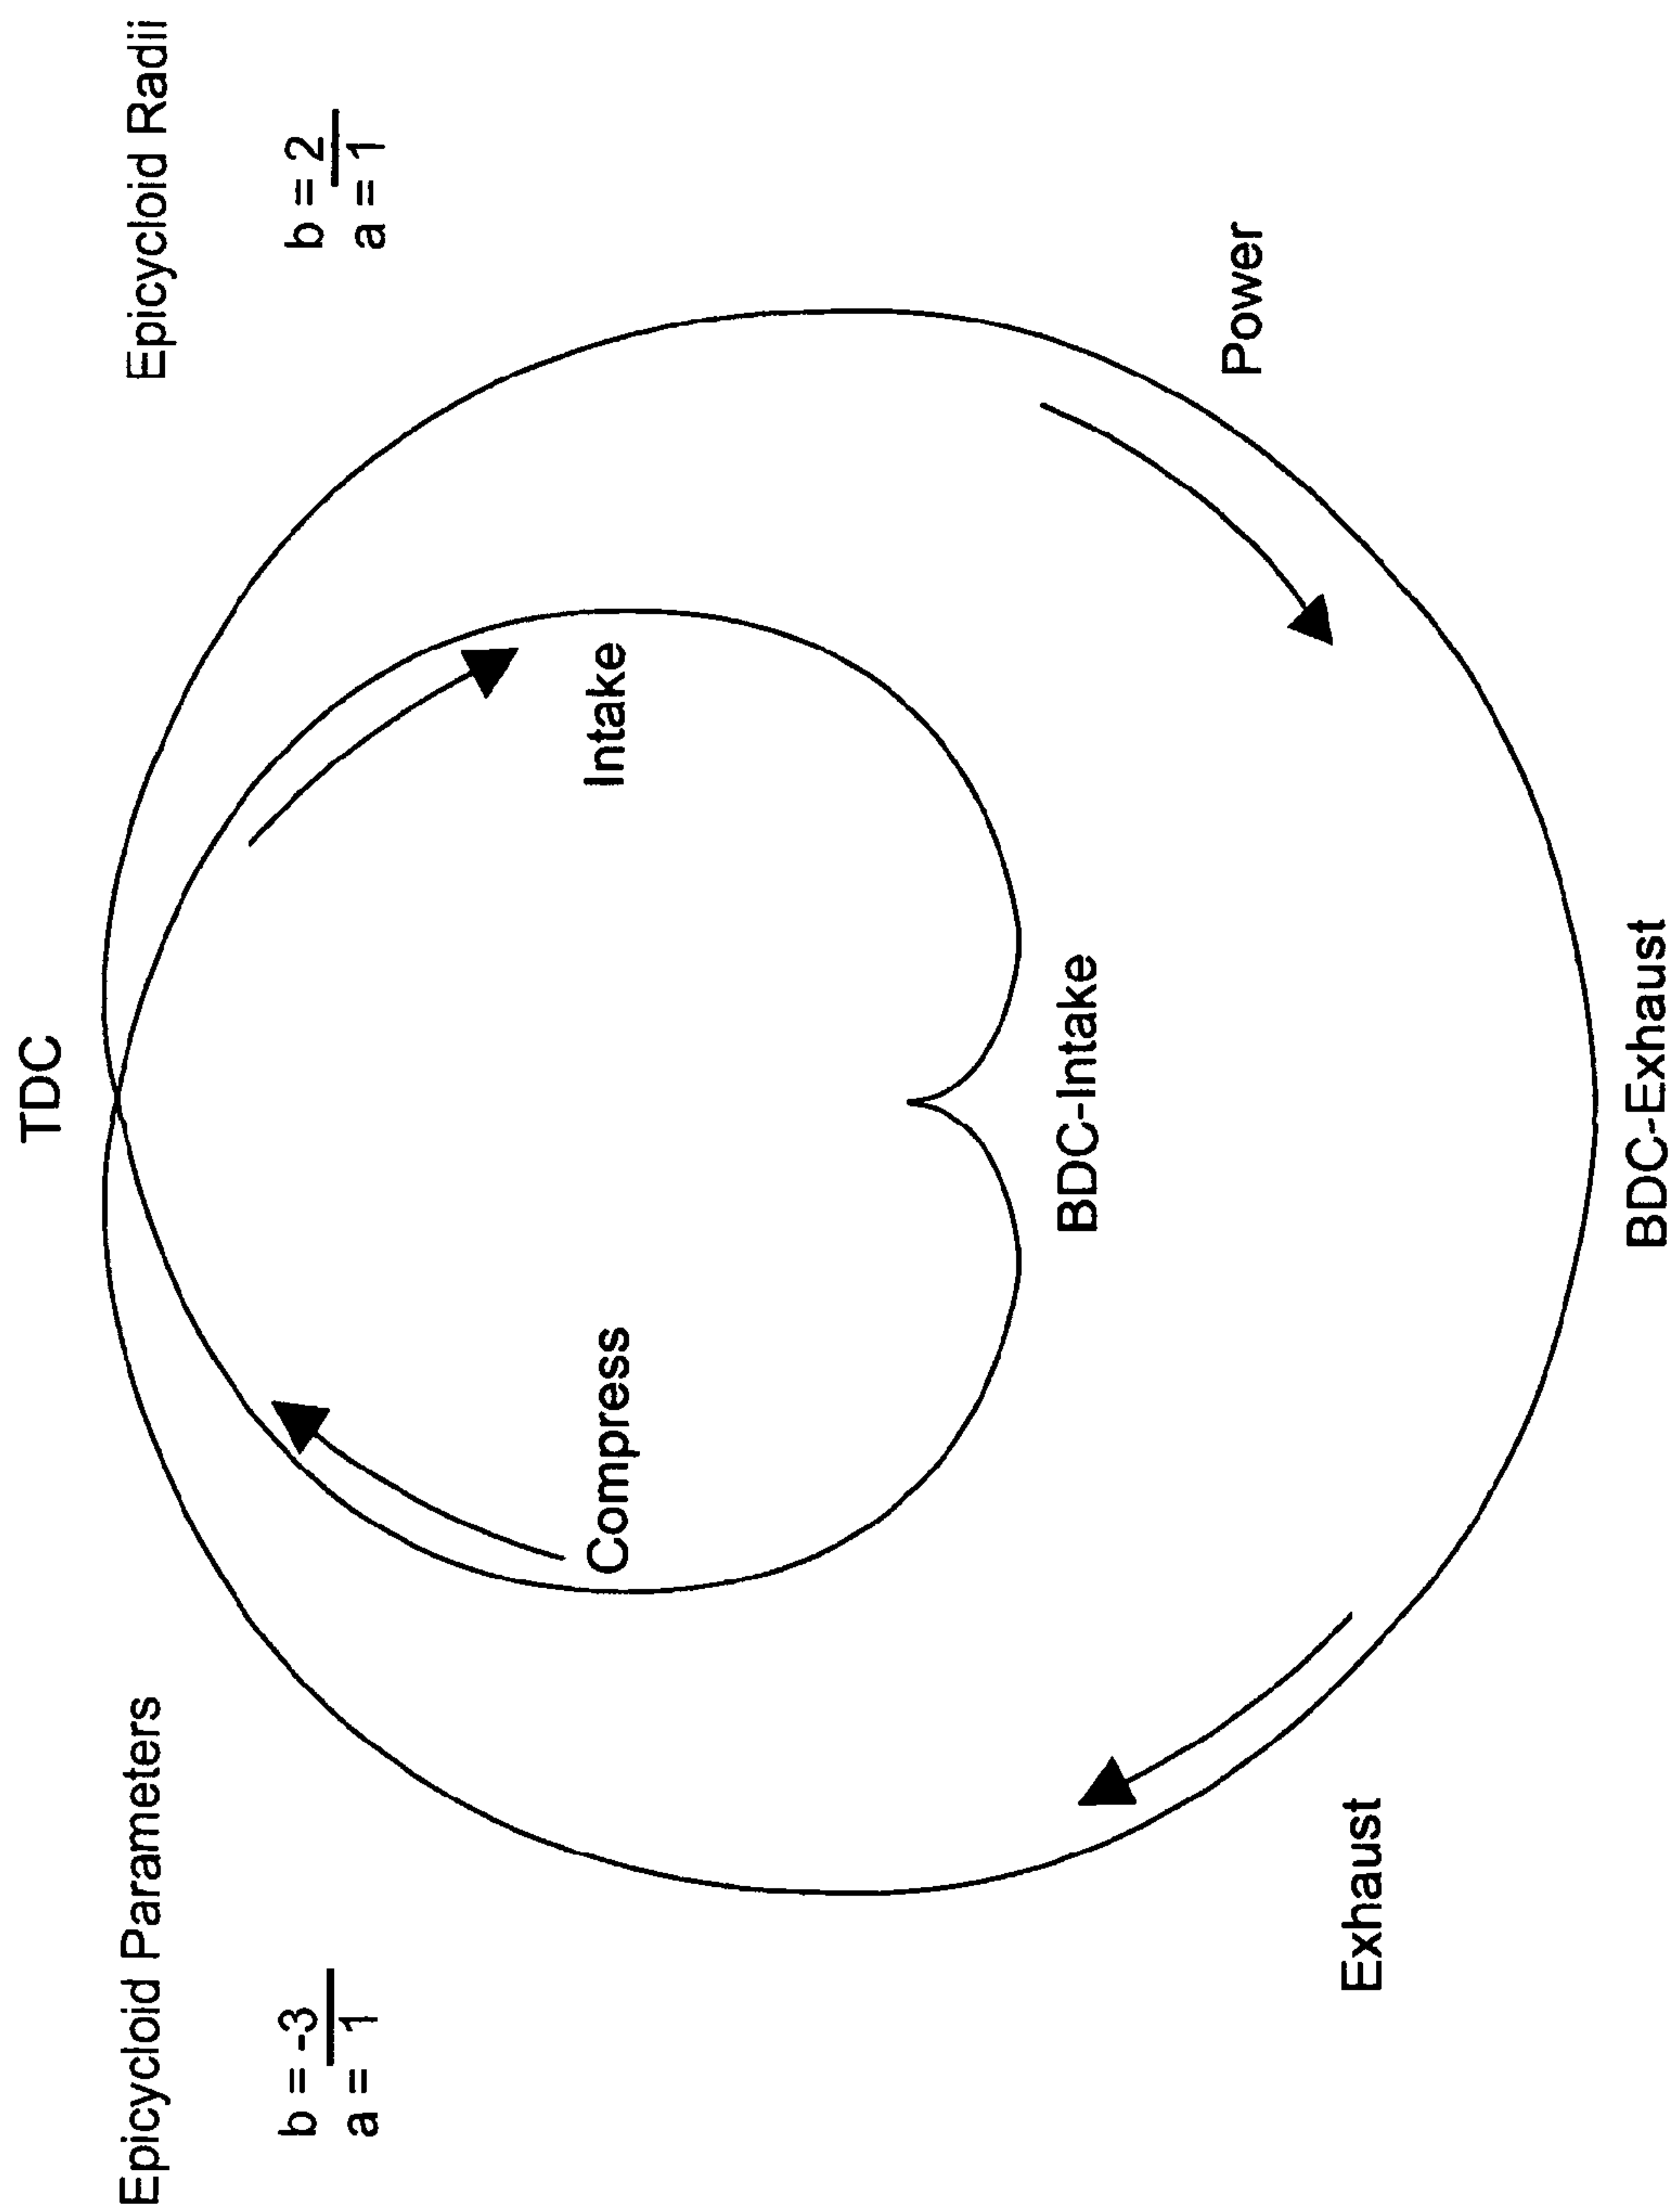 TDC
Epicycloid Parameters
b = -3
a = 1
Epicycloid Radii
b = 2
a = 1
Compress
Intake
BDC-Intake
Power
Exhaust
BDC-Exhaust